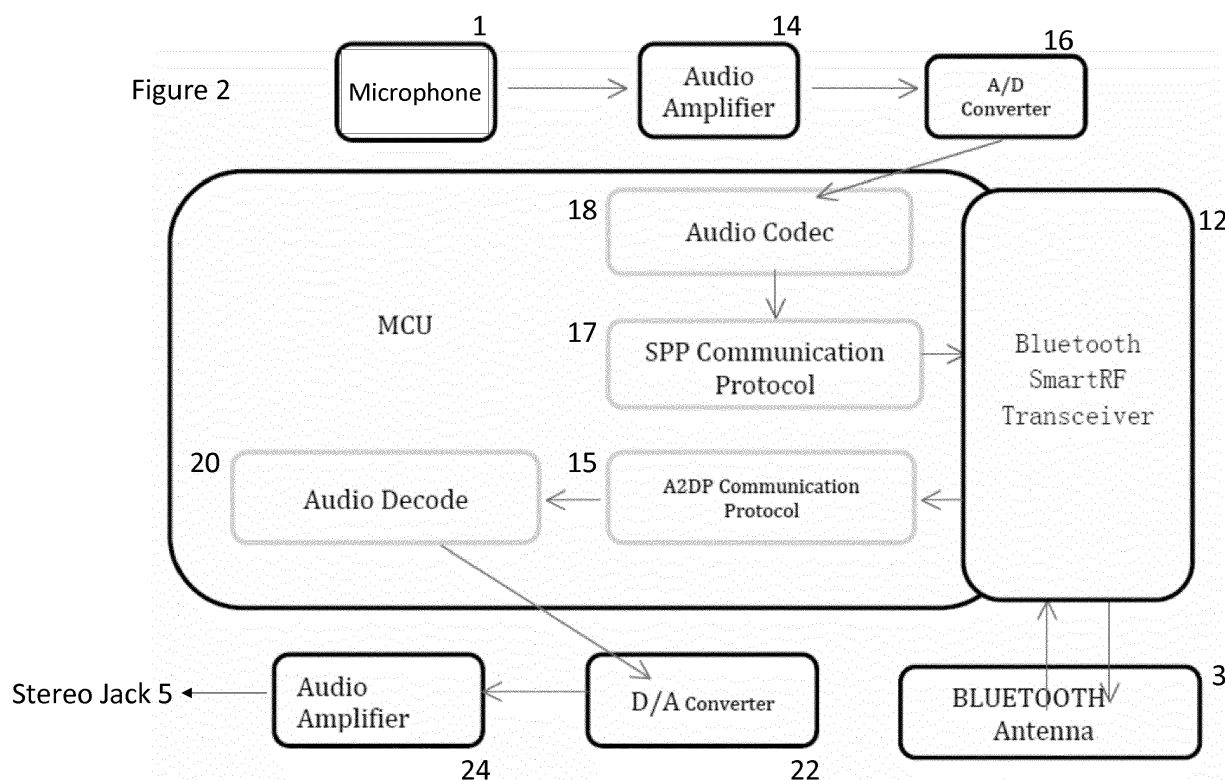 Figure 2
1
Microphone
14
Audio
Amplifier
16
A/D
Converter
18
Audio Codec
12
MCU
17
SPP Communication
Protocol
Bluetooth
SmartRF
Transceiver
20
Audio Decode
15
A2DP Communication
Protocol
Stereo Jack 5
Audio
Amplifier
24
D/A Converter
22
3
BLUETOOTH
Antenna